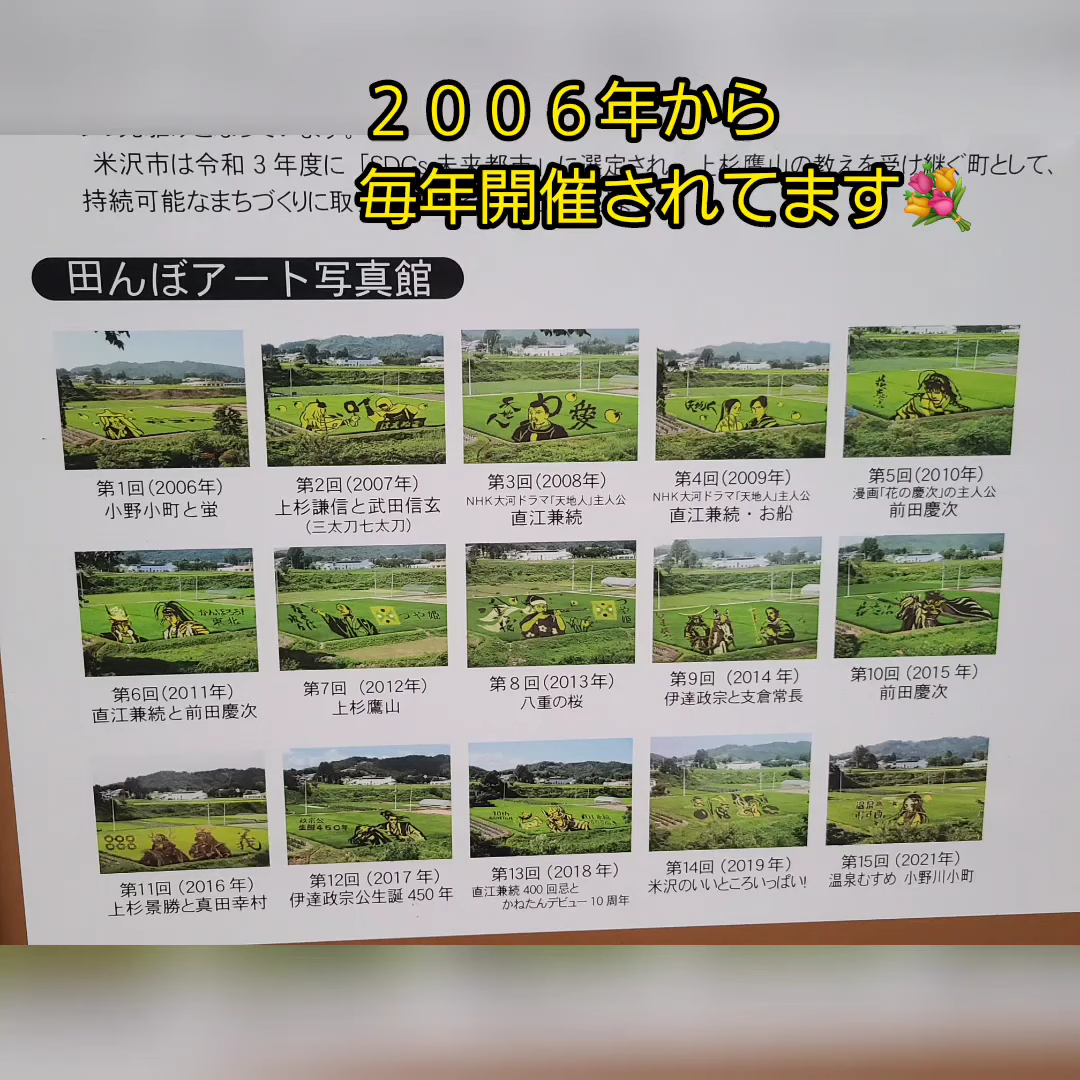 ２００６年から
毎年開催されてます
米沢市は令和３年度に「SDGs未来都市」に選定され、上杉鷹山の教えを受け継ぐ町として、
持続可能なまちづくりに取
田んぼアート写真館
第1回(2006年)
小野小町と蛍
第2回(2007年)
上杉謙信と武田信玄
(三太刀七太刀)
第3回(2008年)
NHK大河ドラマ「天地人」主人公
直江兼続
第4回(2009年)
NHK大河ドラマ「天地人」主人公
直江兼続・お船
第5回(2010年)
漫画「花の慶次」の主人公
前田慶次
第6回(2011年)
直江兼続と前田慶次
第7回（2012年）
上杉鷹山
第８回(2013年)
八重の桜
第9回（2014年）
伊達政宗と支倉常長
第10回（2015年）
前田慶次
第11回（2016年）
上杉景勝と真田幸村
第12回（2017年）
伊達政宗公生誕450年
第13回（2018年）
直江兼続400回忌と
かねたんデビュー10周年
第14回（2019年）
米沢のいいところいっぱい!
第15回（2021年）
温泉むすめ 小野川小町